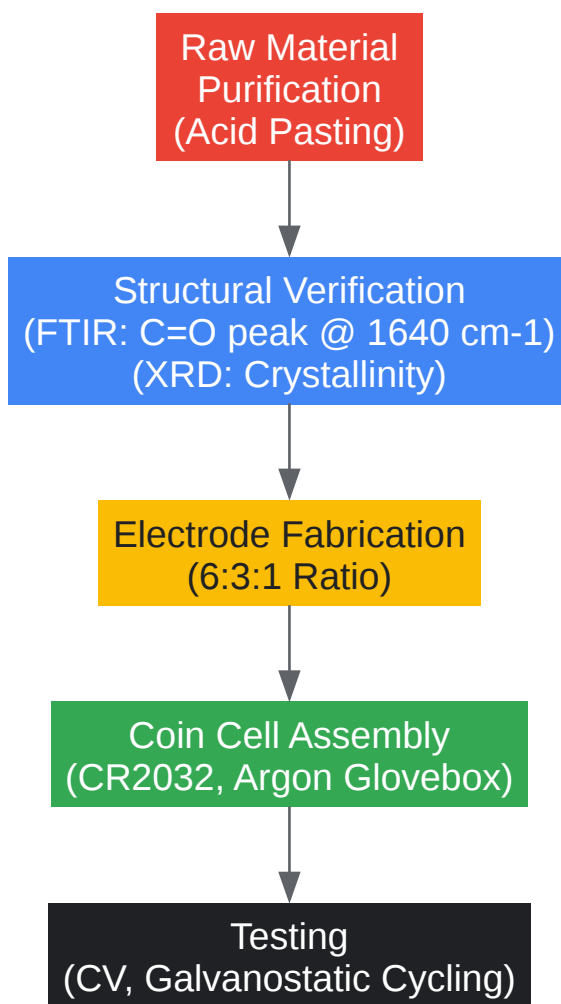 Raw Material
Purification
(Acid Pasting)
Structural Verification
(FTIR: C=O peak @ 1640 cm-1)
(XRD: Crystallinity)
Electrode Fabrication
(6:3:1 Ratio)
Coin Cell Assembly
(CR2032, Argon Glovebox)
Testing
(CV, Galvanostatic Cycling)